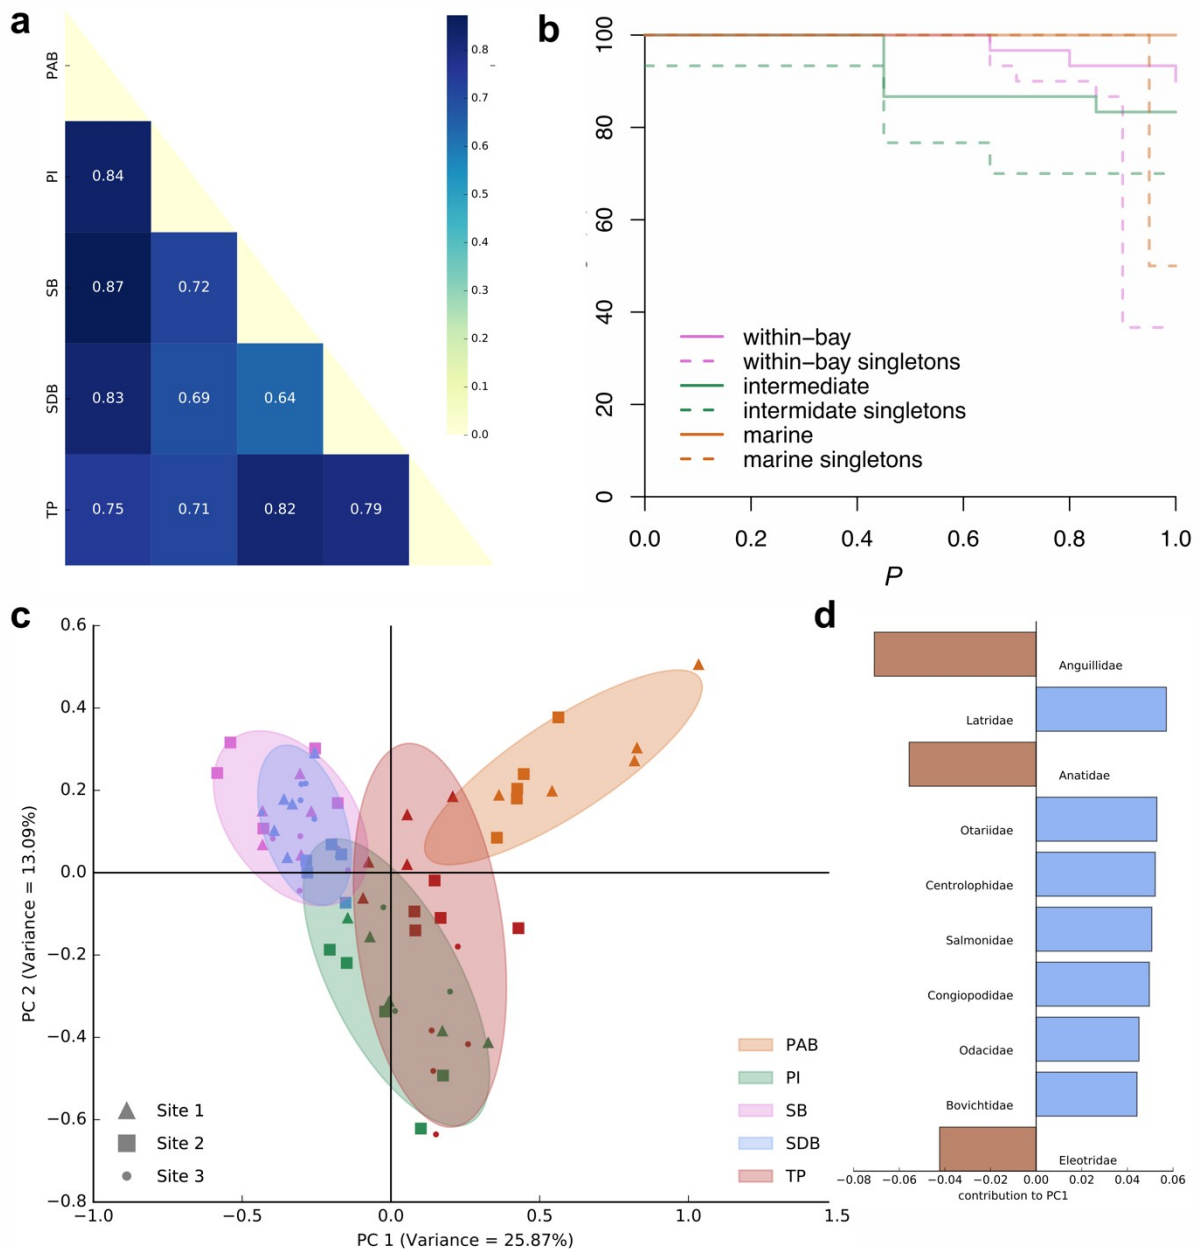 a
PAB
PI
SB
SDB
TP
0.84
0.87 0.72
0.83 0.69 0.64
0.75 0.71 0.82 0.79
0.8
0.7
0.6
0.5
0.4
0.3
0.2
0.1
0.0
b
100
80
60
40
20
0
within−bay
within−bay singletons
intermediate
intermidate singletons
marine
marine singletons
0.0 0.2 0.4 0.6 0.8 1.0
P
c
0.6
0.4
0.2
0.0
−0.2
−0.4
−0.6
−0.8
PC 2 (Variance = 13.09%)
Site 1
Site 2
Site 3
PAB
PI
SB
SDB
TP
−1.0 −0.5 0.0 0.5 1.0 1.5
PC 1 (Variance = 25.87%)
d
Anguillidae
Latridae
Anatidae
Otariidae
Centrolophidae
Salmonidae
Congiopodidae
Odacidae
Bovichtidae
Eleotridae
−0.08 −0.06 −0.04 −0.02 0.00 0.02 0.04 0.06
contribution to PC1